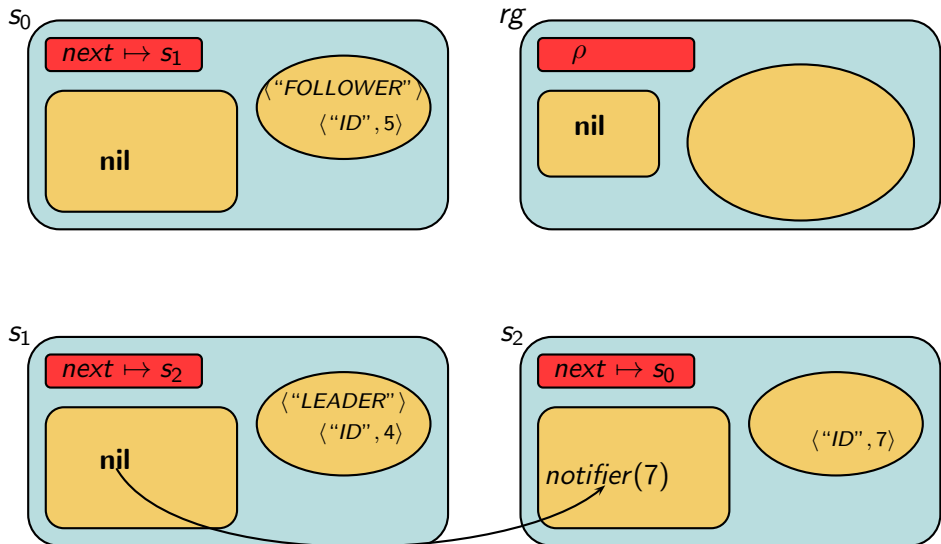 s₀
next ↦ s₁
⟨“FOLLOWER”⟩
⟨“ID”, 5⟩
nil
rg
ρ
nil
s₁
next ↦ s₂
⟨“LEADER”⟩
⟨“ID”, 4⟩
nil
s₂
next ↦ s₀
⟨“ID”, 7⟩
notifier(7)